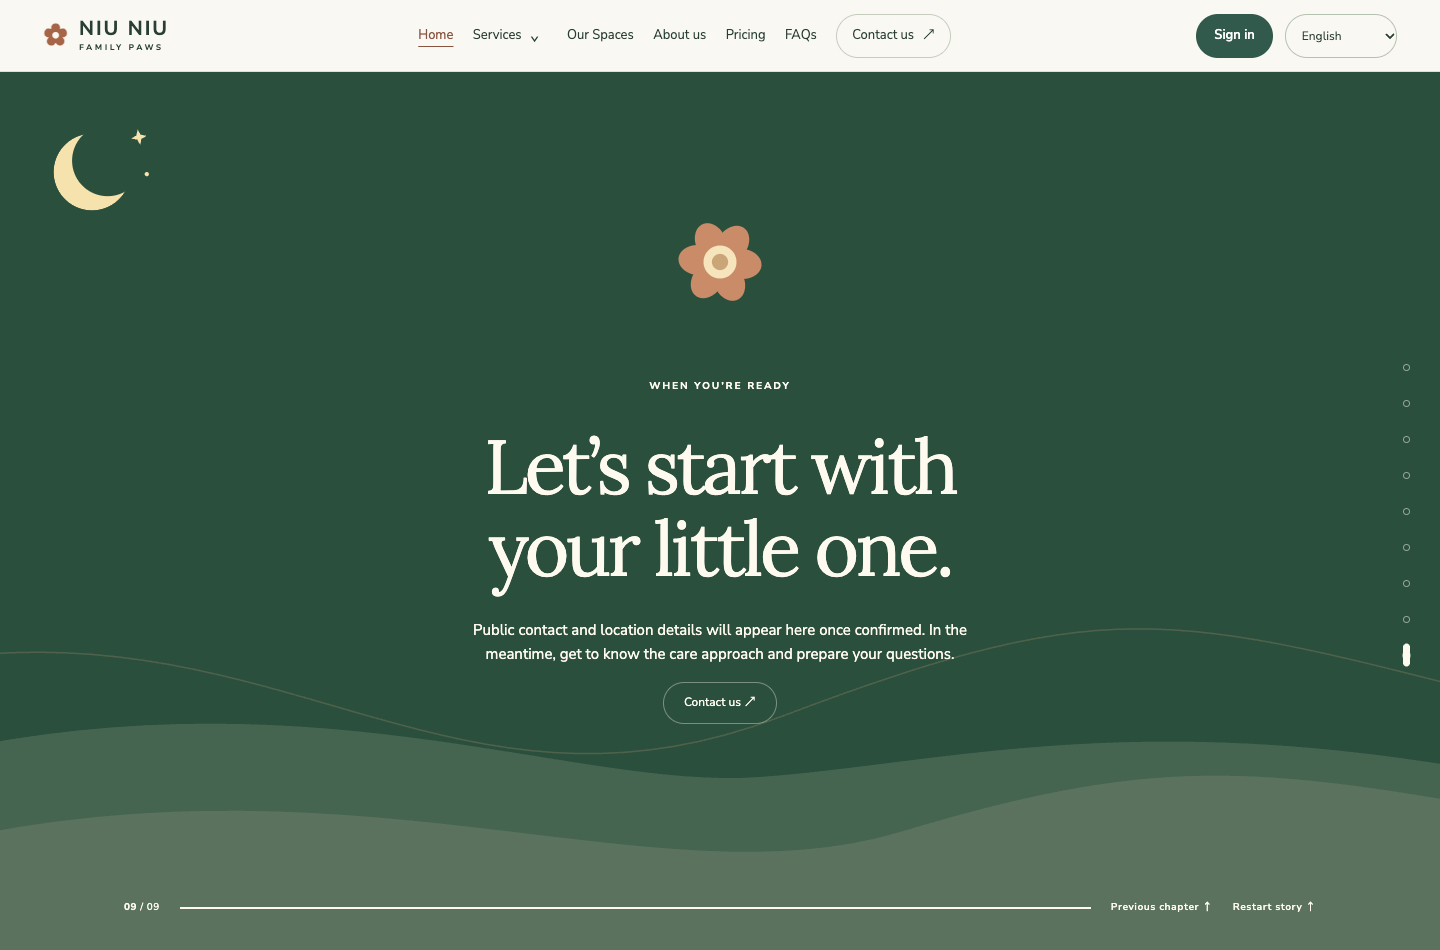 NIU NIU
FAMILY PAWS
Home
Services
Our Spaces
About us
Pricing
FAQs
Contact us ↗
Sign in
English
WHEN YOU’RE READY
Let’s start with
your little one.
Public contact and location details will appear here once confirmed. In the
meantime, get to know the care approach and prepare your questions.
Contact us ↗
09 / 09
Previous chapter ↑
Restart story ↑